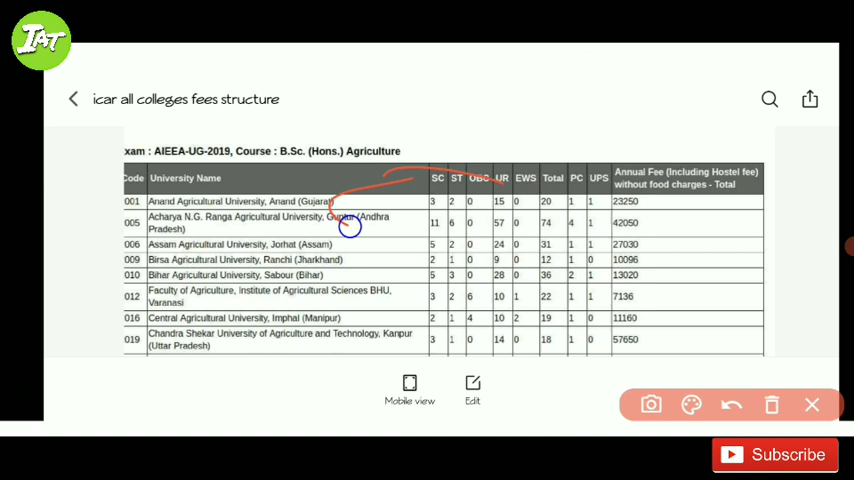 IAT
icar all colleges fees structure
xam : AIEEA-UG-2019, Course : B.Sc. (Hons.) Agriculture
Code University Name SC ST OBC UR EWS Total PC UPS Annual Fee (Including Hostel fee) without food charges - Total
001 Anand Agricultural University, Anand (Gujarat) 3 2 0 15 0 20 1 1 23250
005 Acharya N.G. Ranga Agricultural University, Guntur (Andhra Pradesh) 11 6 0 57 0 74 4 1 42050
006 Assam Agricultural University, Jorhat (Assam) 5 2 0 24 0 31 1 1 27030
009 Birsa Agricultural University, Ranchi (Jharkhand) 2 1 0 9 0 12 1 0 10096
010 Bihar Agricultural University, Sabour (Bihar) 5 3 0 28 0 36 2 1 13020
012 Faculty of Agriculture, Institute of Agricultural Sciences BHU, Varanasi 3 2 6 10 1 22 1 1 7136
016 Central Agricultural University, Imphal (Manipur) 2 1 4 10 2 19 1 0 11160
019 Chandra Shekar University of Agriculture and Technology, Kanpur (Uttar Pradesh) 3 1 0 14 0 18 1 0 57650
Mobile view Edit
Subscribe